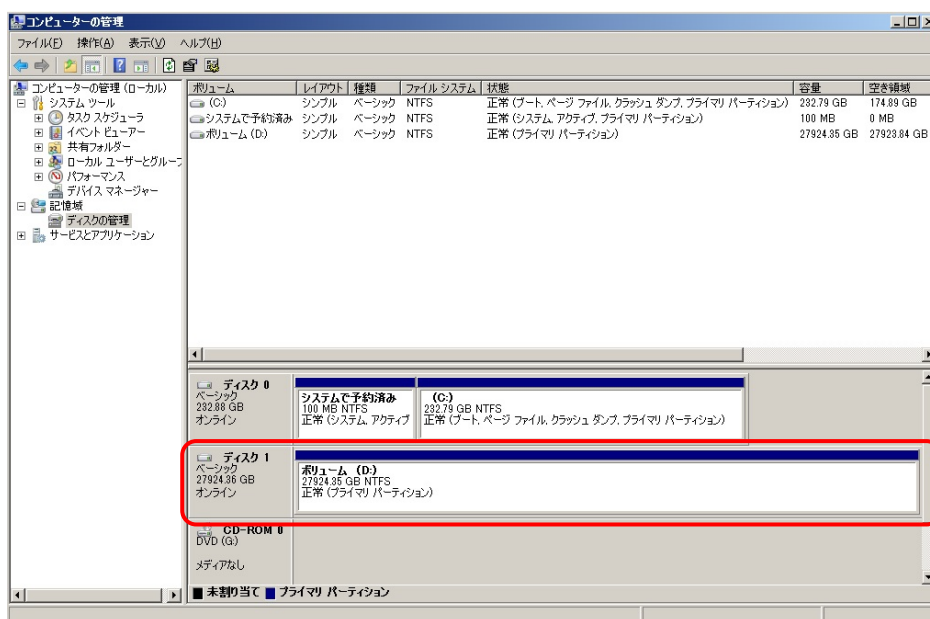 コンピューターの管理
ファイル(F) 操作(A) 表示(V) ヘルプ(H)
コンピューターの管理 (ローカル)
システム ツール
タスク スケジューラ
イベント ビューアー
共有フォルダー
ローカル ユーザーとグループ
パフォーマンス
デバイス マネージャー
記憶域
ディスクの管理
サービスとアプリケーション
ボリューム レイアウト 種類 ファイル システム 状態 容量 空き領域
(C:) シンプル ベーシック NTFS 正常 (ブート, ページ ファイル, クラッシュ ダンプ, プライマリ パーティション) 232.79 GB 174.89 GB
システムで予約済み シンプル ベーシック NTFS 正常 (システム, アクティブ, プライマリ パーティション) 100 MB 0 MB
ボリューム (D:) シンプル ベーシック NTFS 正常 (プライマリ パーティション) 27924.35 GB 27923.84 GB
ディスク 0
ベーシック
232.88 GB
オンライン
システムで予約済み
100 MB NTFS
正常 (システム, アクティブ
(C:)
232.79 GB NTFS
正常 (ブート, ページ ファイル, クラッシュ ダンプ, プライマリ パーティション)
ディスク 1
ベーシック
27924.36 GB
オンライン
ボリューム (D:)
27924.35 GB NTFS
正常 (プライマリ パーティション)
CD-ROM 0
DVD (G:)
メディアなし
未割り当て プライマリ パーティション